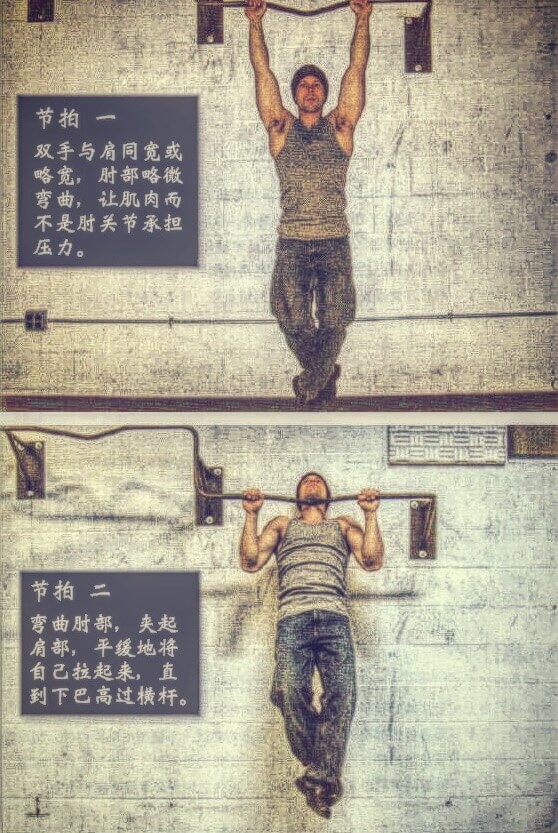 节拍 一
双手与肩同宽或
略宽，肘部略微
弯曲，让肌肉而
不是肘关节承担
压力。
节拍 二
弯曲肘部，夹起
肩部，平缓地将
自己拉起来，直
到下巴高过横杆。